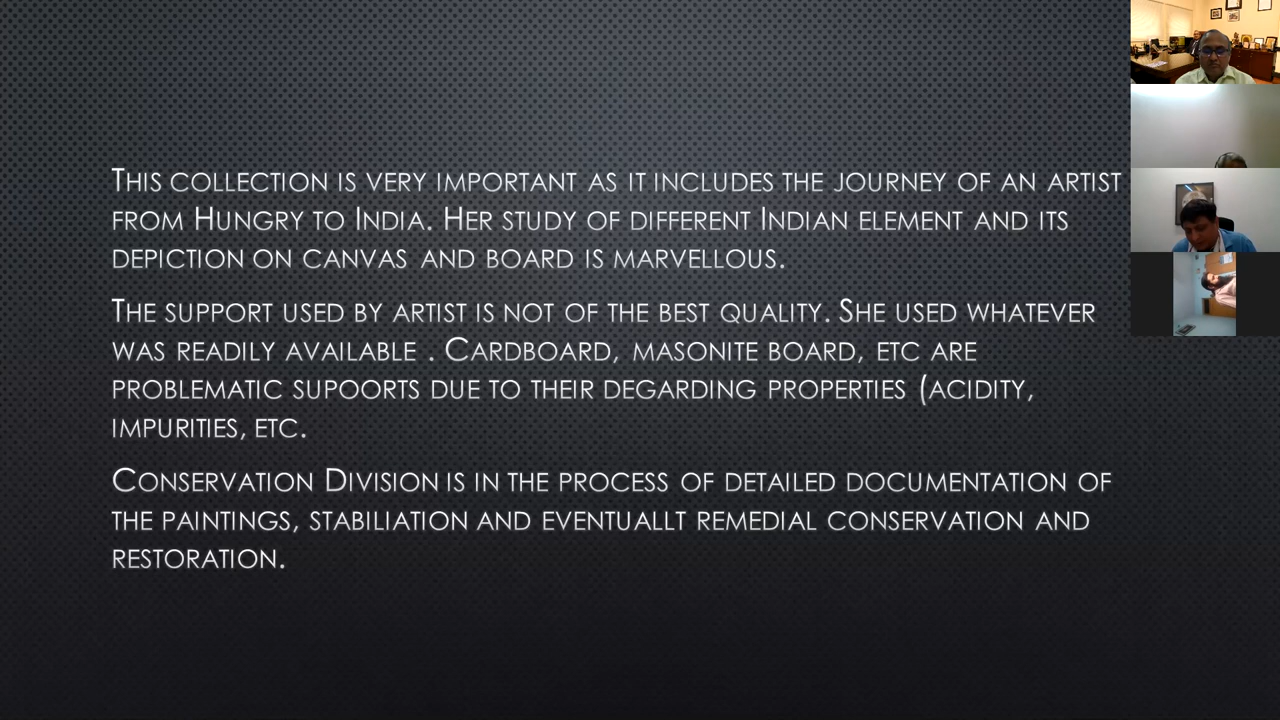 This collection is very important as it includes the journey of an artist
from Hungry to India. Her study of different Indian element and its
depiction on canvas and board is marvellous.
The support used by artist is not of the best quality. She used whatever
was readily available . Cardboard, masonite board, etc are
problematic supoorts due to their degarding properties (acidity,
impurities, etc.
Conservation Division is in the process of detailed documentation of
the paintings, stabiliation and eventuallt remedial conservation and
restoration.